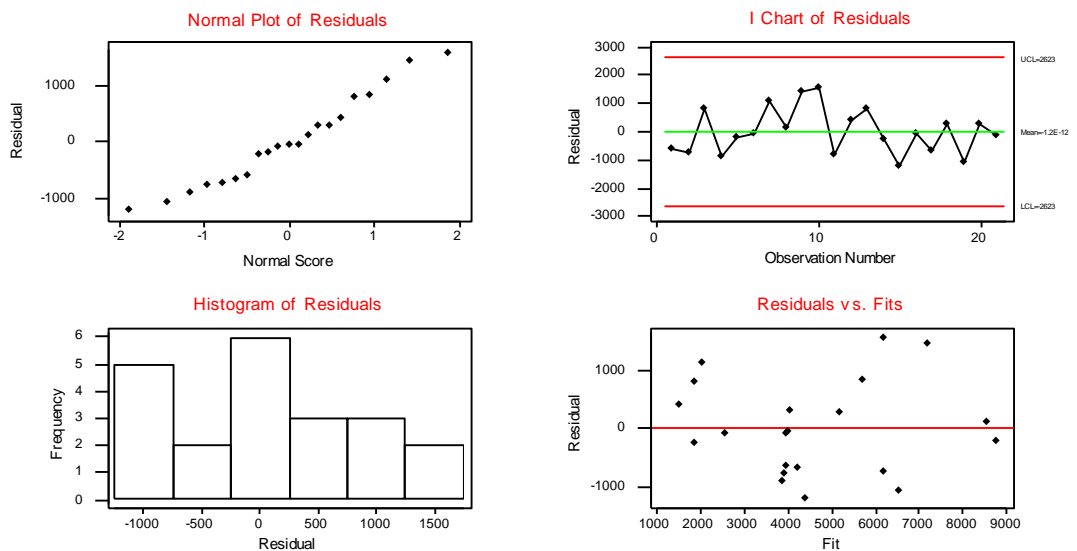 Normal Plot of Residuals
Residual
1000
0
-1000
-2
-1
0
1
2
Normal Score
I Chart of Residuals
Residual
3000
2000
1000
0
-1000
-2000
-3000
UCL=2623
Mean=-1.2E-12
LCL=-2623
0
10
20
Observation Number
Histogram of Residuals
Frequency
6
5
4
3
2
1
0
-1000
-500
0
500
1000
1500
Residual
Residuals vs. Fits
Residual
1000
0
-1000
1000
2000
3000
4000
5000
6000
7000
8000
9000
Fit